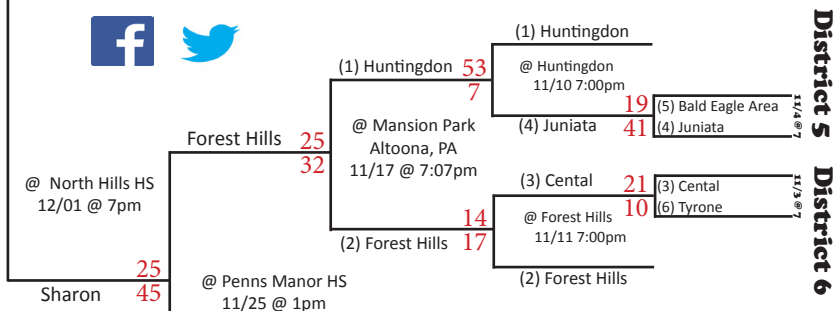 (1) Huntingdon
@ Huntingdon
11/10 7:00pm
(1) Huntingdon 53
7
19 (5) Bald Eagle Area
41 (4) Juniata
(4) Juniata
11/4 @ 7
District 5
Forest Hills 25
32
@ Mansion Park
Altoona, PA
11/17 @ 7:07pm
@ North Hills HS
12/01 @ 7pm
(3) Cental 21 (3) Cental
10 (6) Tyrone
11/3 @ 7
District 6
@ Forest Hills
11/11 7:00pm
14
(2) Forest Hills 17
(2) Forest Hills
25
Sharon 45
@ Penns Manor HS
11/25 @ 1pm